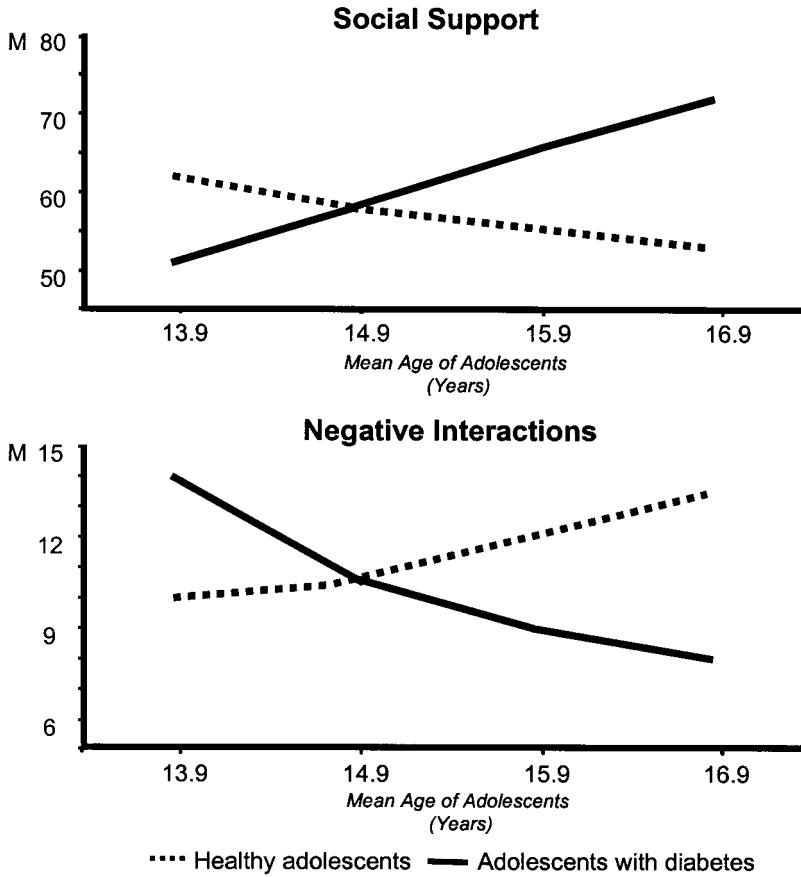 Social Support
M 80
70
60
50
13.9 14.9 15.9 16.9
Mean Age of Adolescents
(Years)
Negative Interactions
M 15
12
9
6
13.9 14.9 15.9 16.9
Mean Age of Adolescents
(Years)
Healthy adolescents Adolescents with diabetes